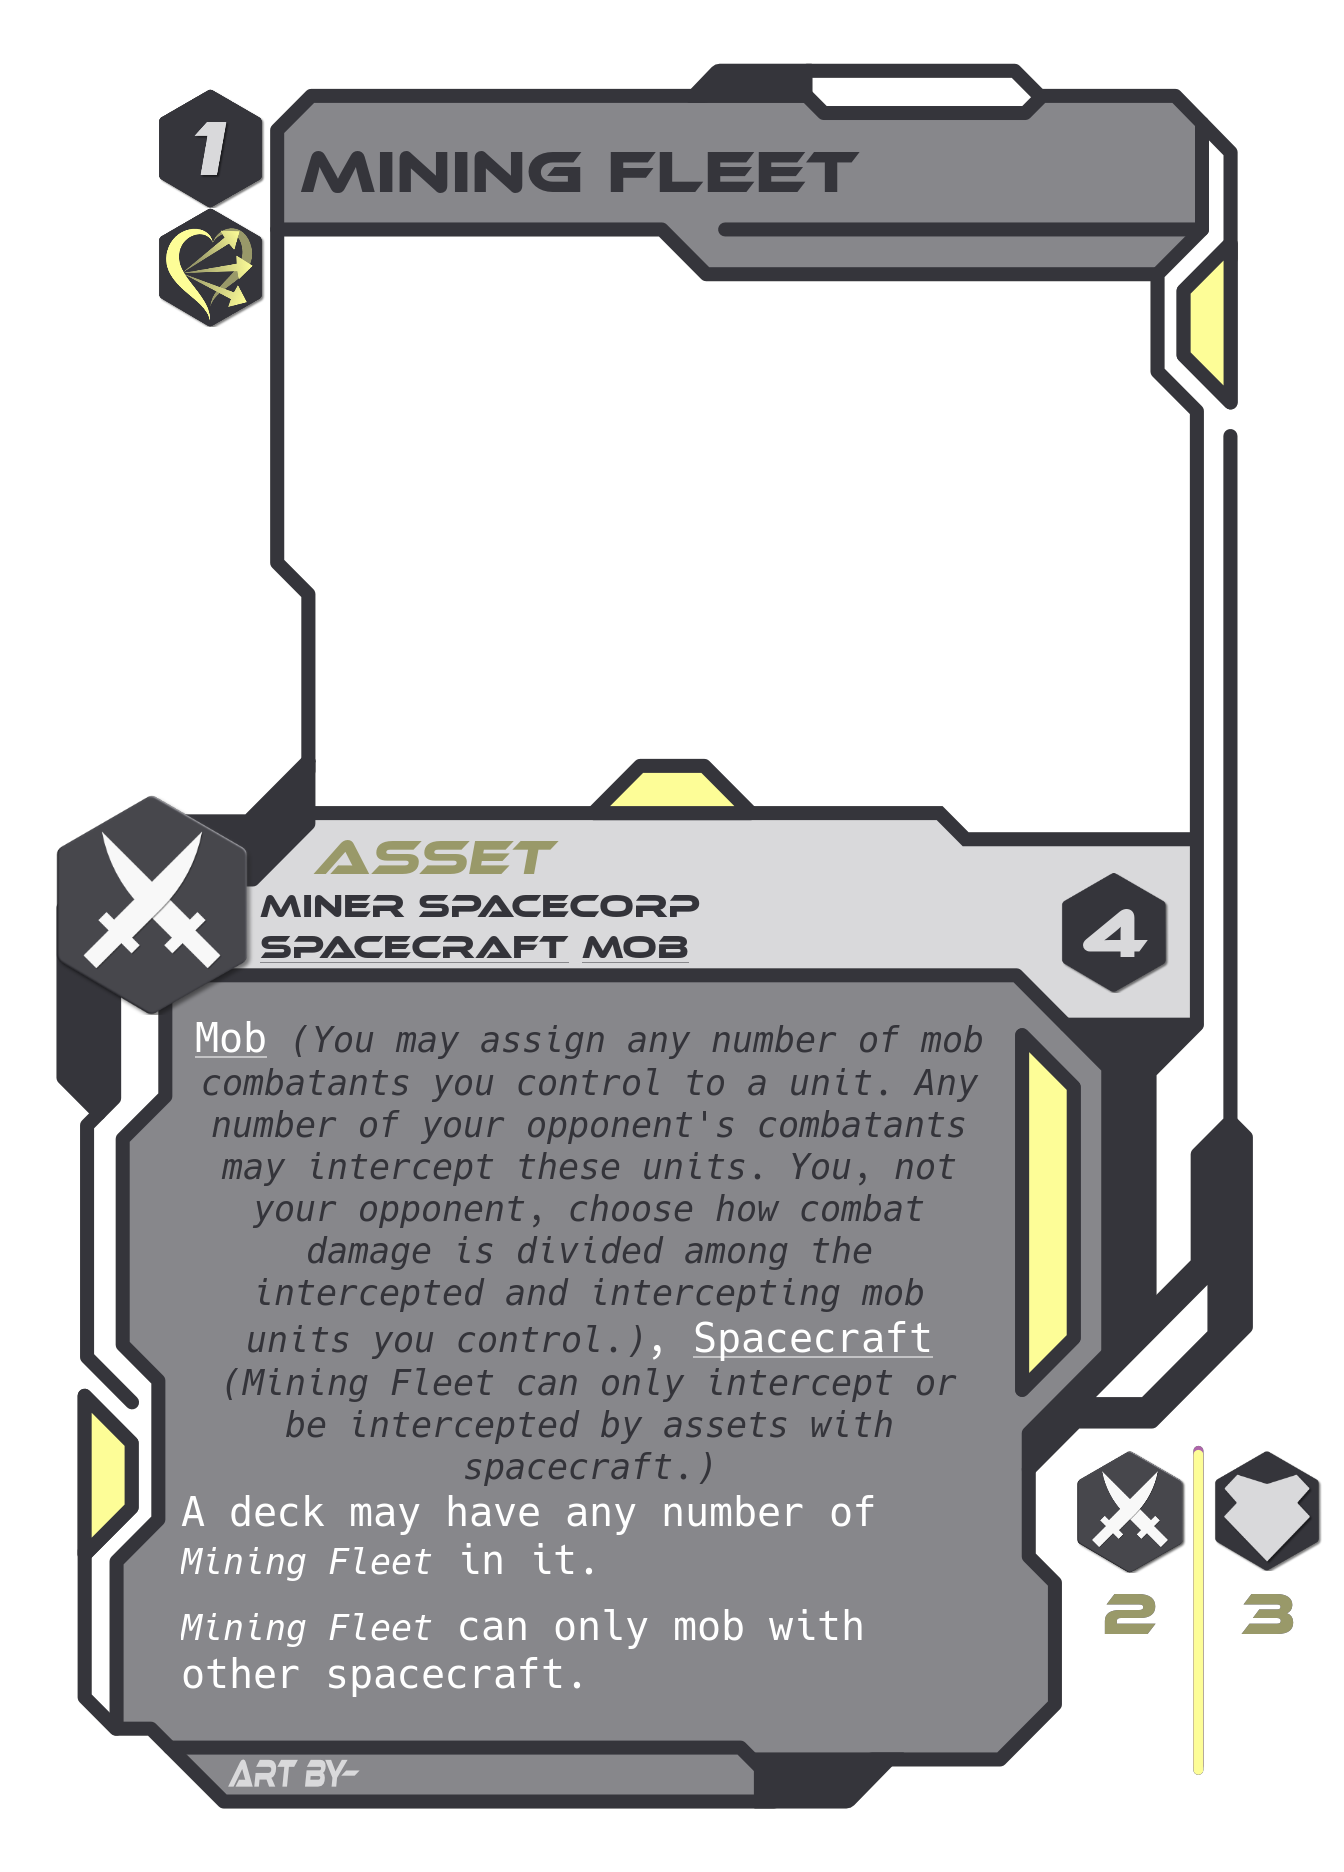 1
MINING FLEET
ASSET
MINER SPACECORP
SPACECRAFT MOB
4
Mob (You may assign any number of mob
combatants you control to a unit. Any
number of your opponent's combatants
may intercept these units. You, not
your opponent, choose how combat
damage is divided among the
intercepted and intercepting mob
units you control.), Spacecraft
(Mining Fleet can only intercept or
be intercepted by assets with
spacecraft.)
A deck may have any number of
Mining Fleet in it.
Mining Fleet can only mob with
other spacecraft.
2
3
ART BY-